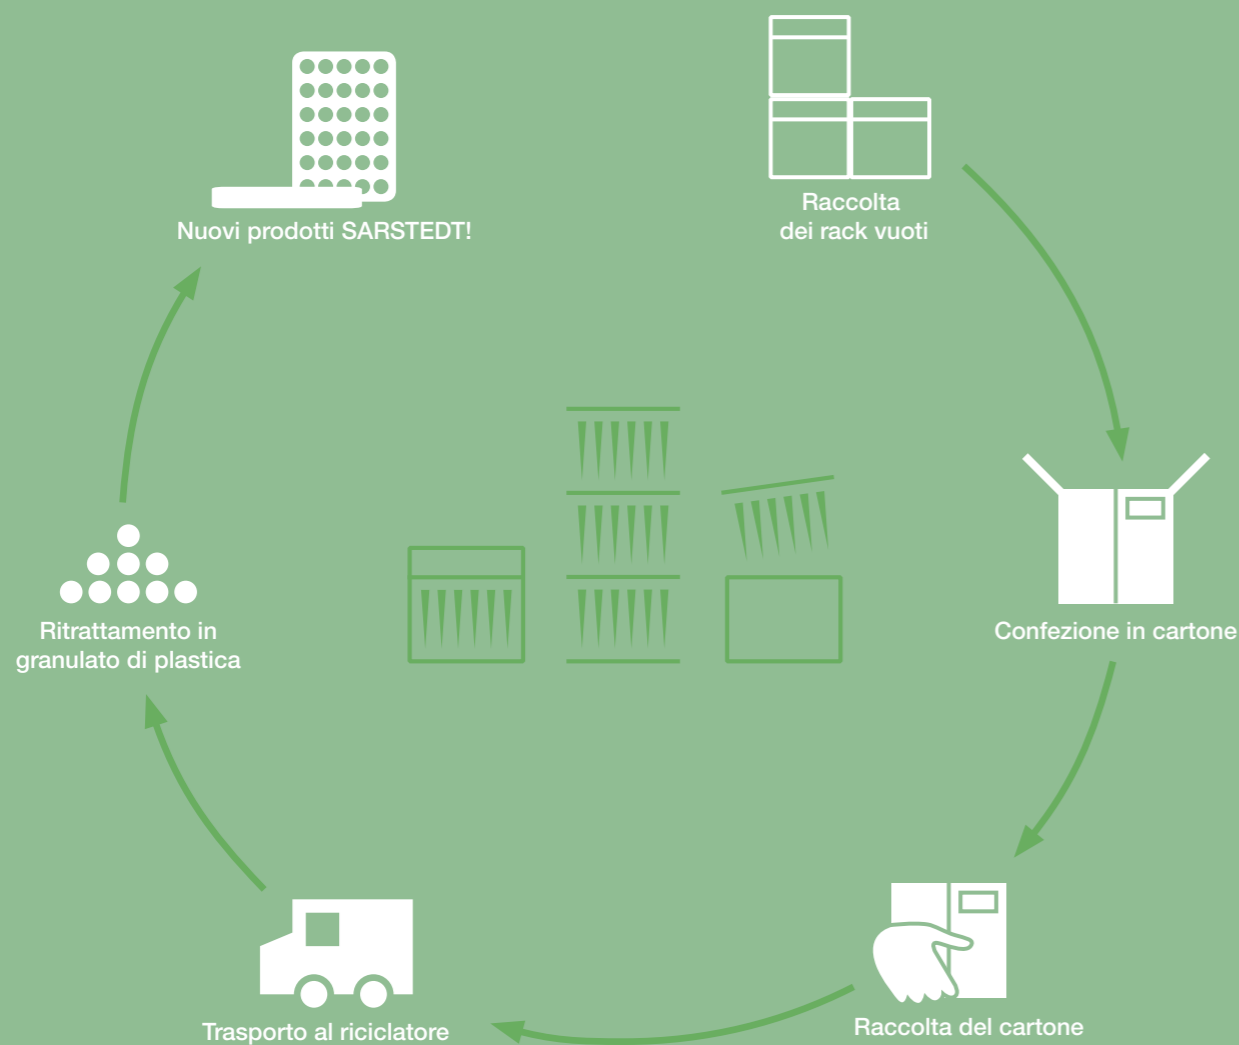 Nuovi prodotti SARSTEDT!
Raccolta
dei rack vuoti
Confezione in cartone
Raccolta del cartone
Trasporto al riciclatore
Ritrattamento in
granulato di plastica